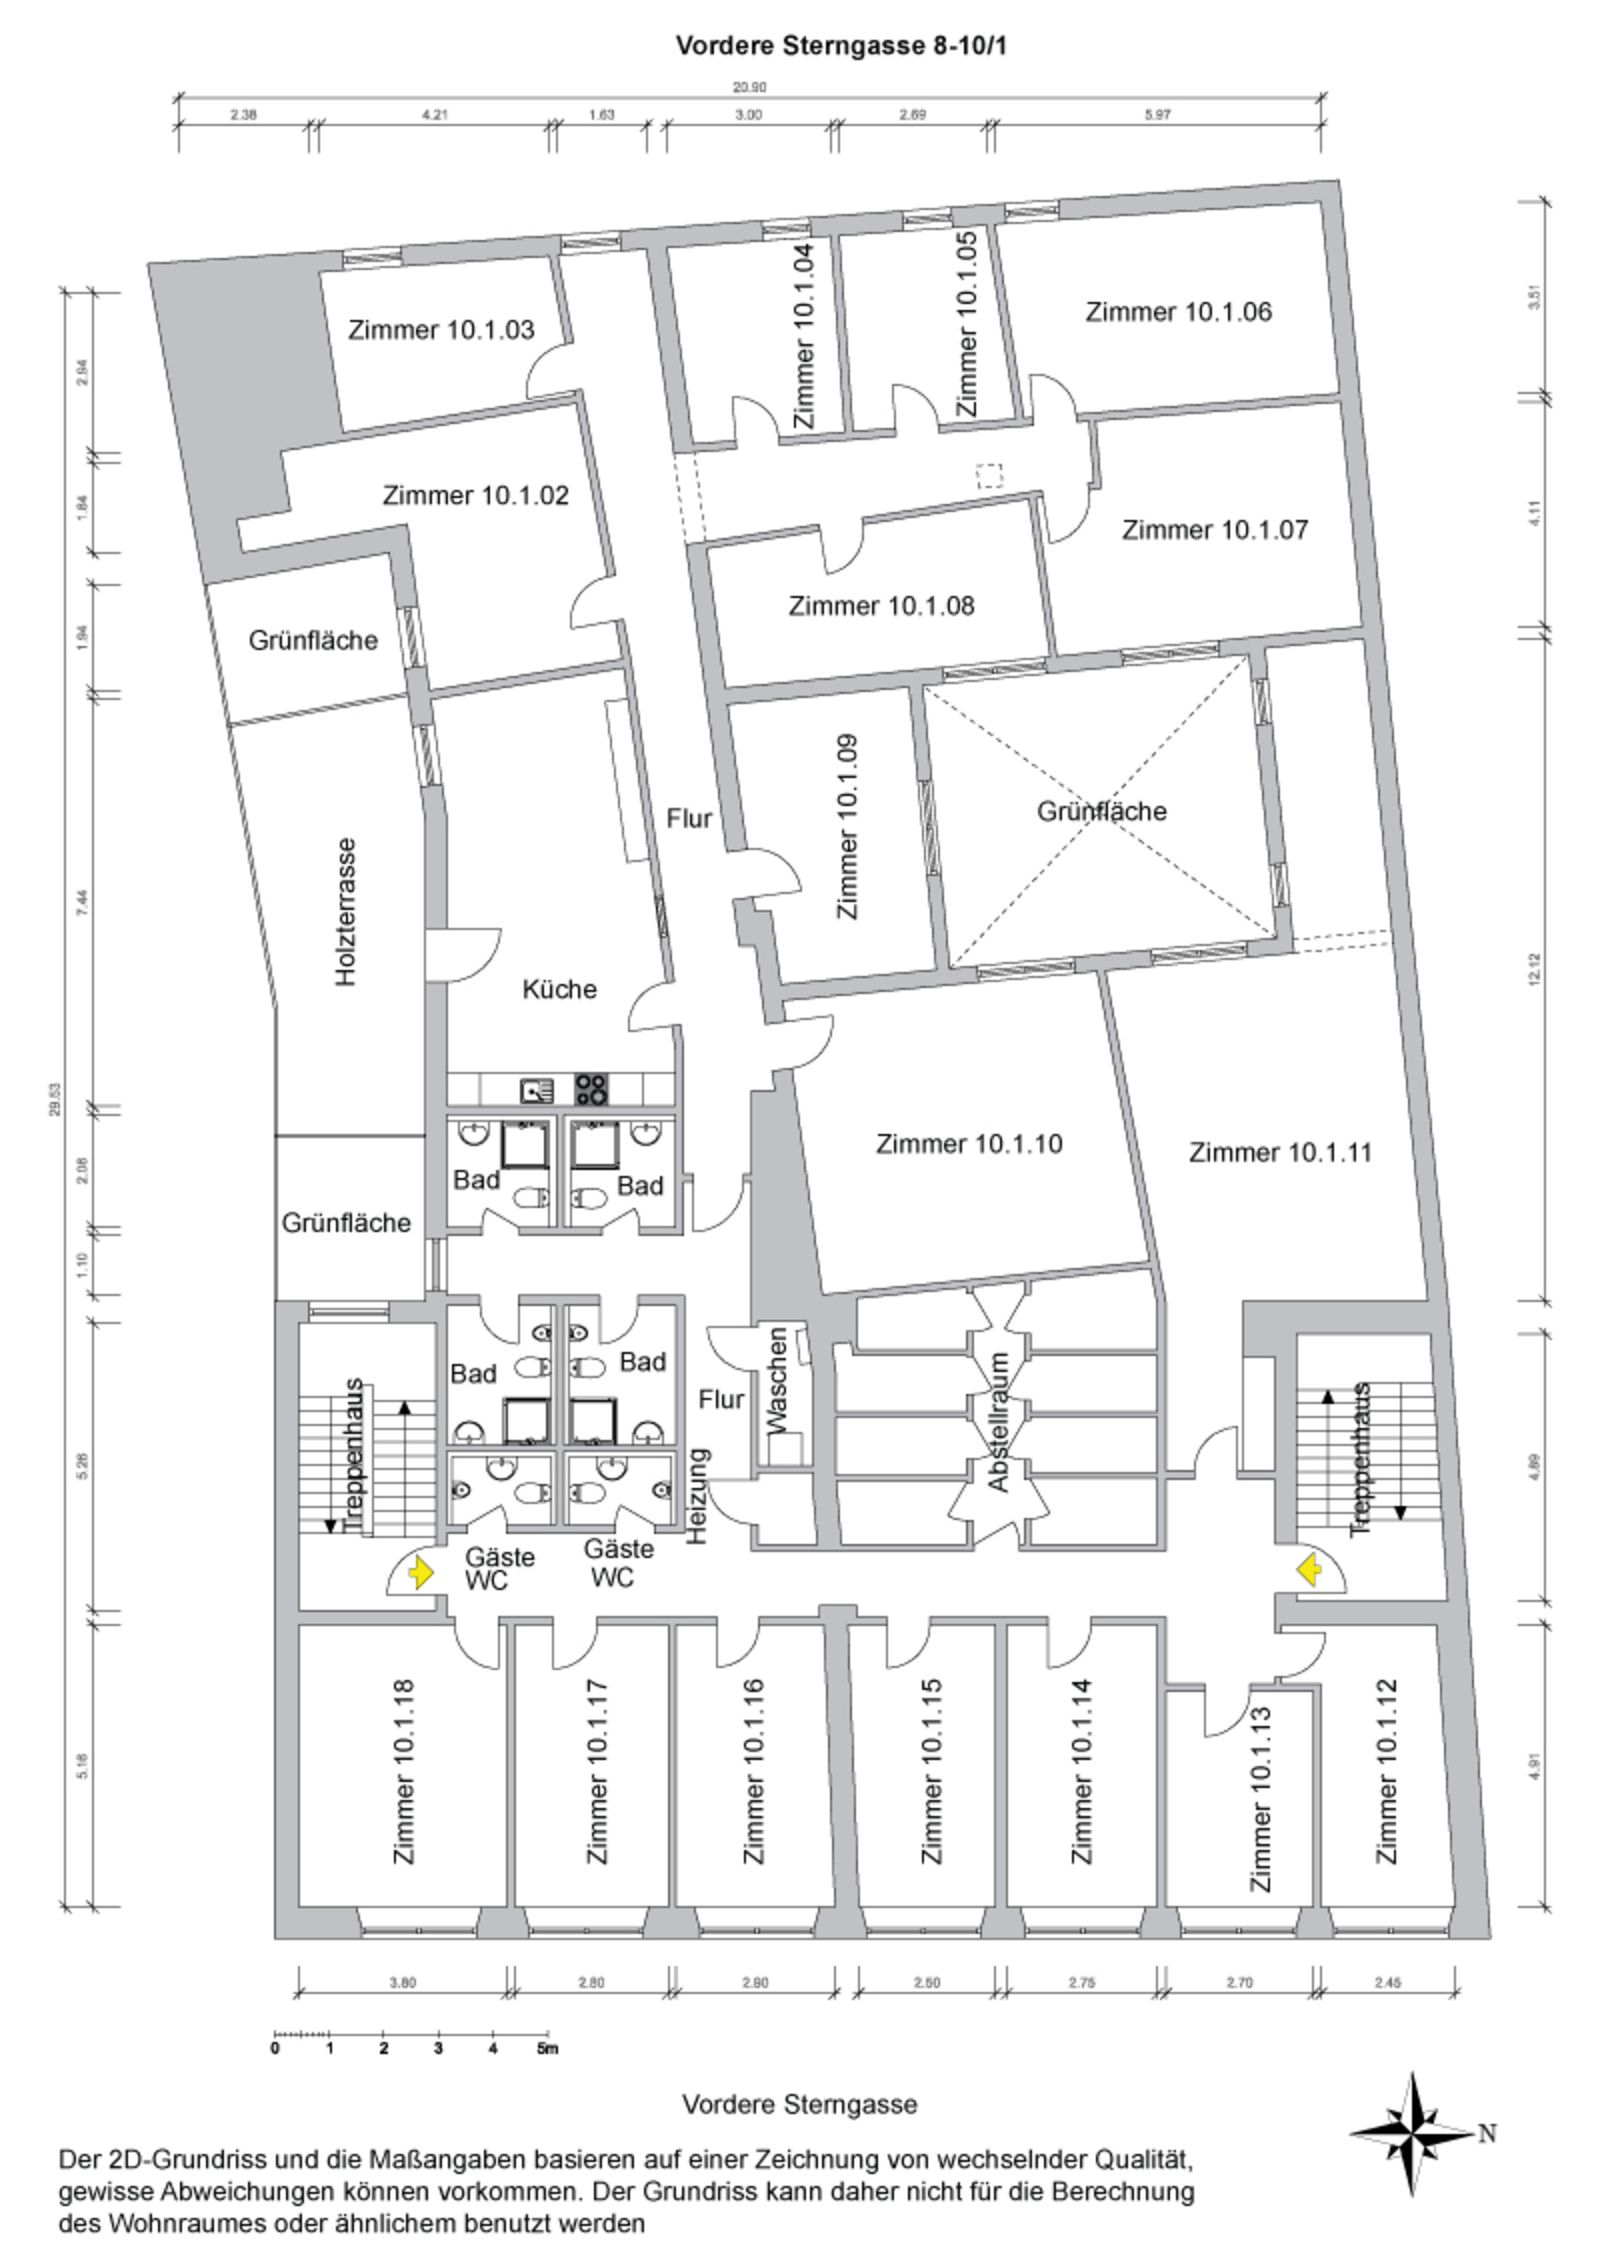 Vordere Sterngasse 8-10/1
20.90
2.38 4.21 1.63 3.00 2.69 5.97
Zimmer 10.1.03
Zimmer 10.1.04
Zimmer 10.1.05
Zimmer 10.1.06
3.51
2.94
Zimmer 10.1.02
1.84
Zimmer 10.1.07
4.11
Zimmer 10.1.08
Grünfläche
1.94
Flur
Zimmer 10.1.09
Grünfläche
Holzterrasse
7.44
Küche
12.12
29.53
Zimmer 10.1.10
Zimmer 10.1.11
Bad
Bad
2.08
Grünfläche
1.10
Treppenhaus
Bad
Bad
Flur
Waschen
Abstellraum
Treppenhaus
5.26
4.89
Heizung
Gäste
WC
Gäste
WC
Zimmer 10.1.18
Zimmer 10.1.17
Zimmer 10.1.16
Zimmer 10.1.15
Zimmer 10.1.14
Zimmer 10.1.13
Zimmer 10.1.12
5.16
4.91
3.80 2.80 2.90 2.50 2.75 2.70 2.45
0 1 2 3 4 5m
Vordere Sterngasse
N
Der 2D-Grundriss und die Maßangaben basieren auf einer Zeichnung von wechselnder Qualität,
gewisse Abweichungen können vorkommen. Der Grundriss kann daher nicht für die Berechnung
des Wohnraumes oder ähnlichem benutzt werden